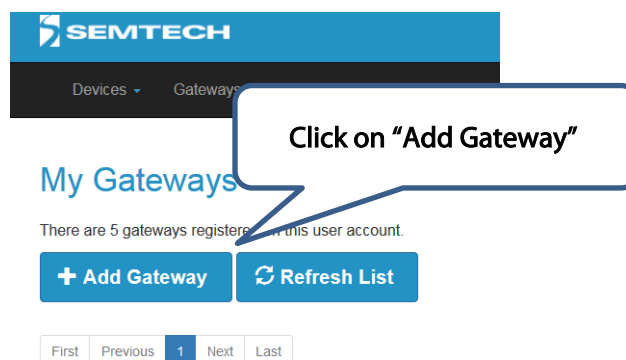 SEMTECH
Devices Gateways
Click on “Add Gateway”
My Gateways
There are 5 gateways registere this user account.
Add Gateway Refresh List
First Previous 1 Next Last